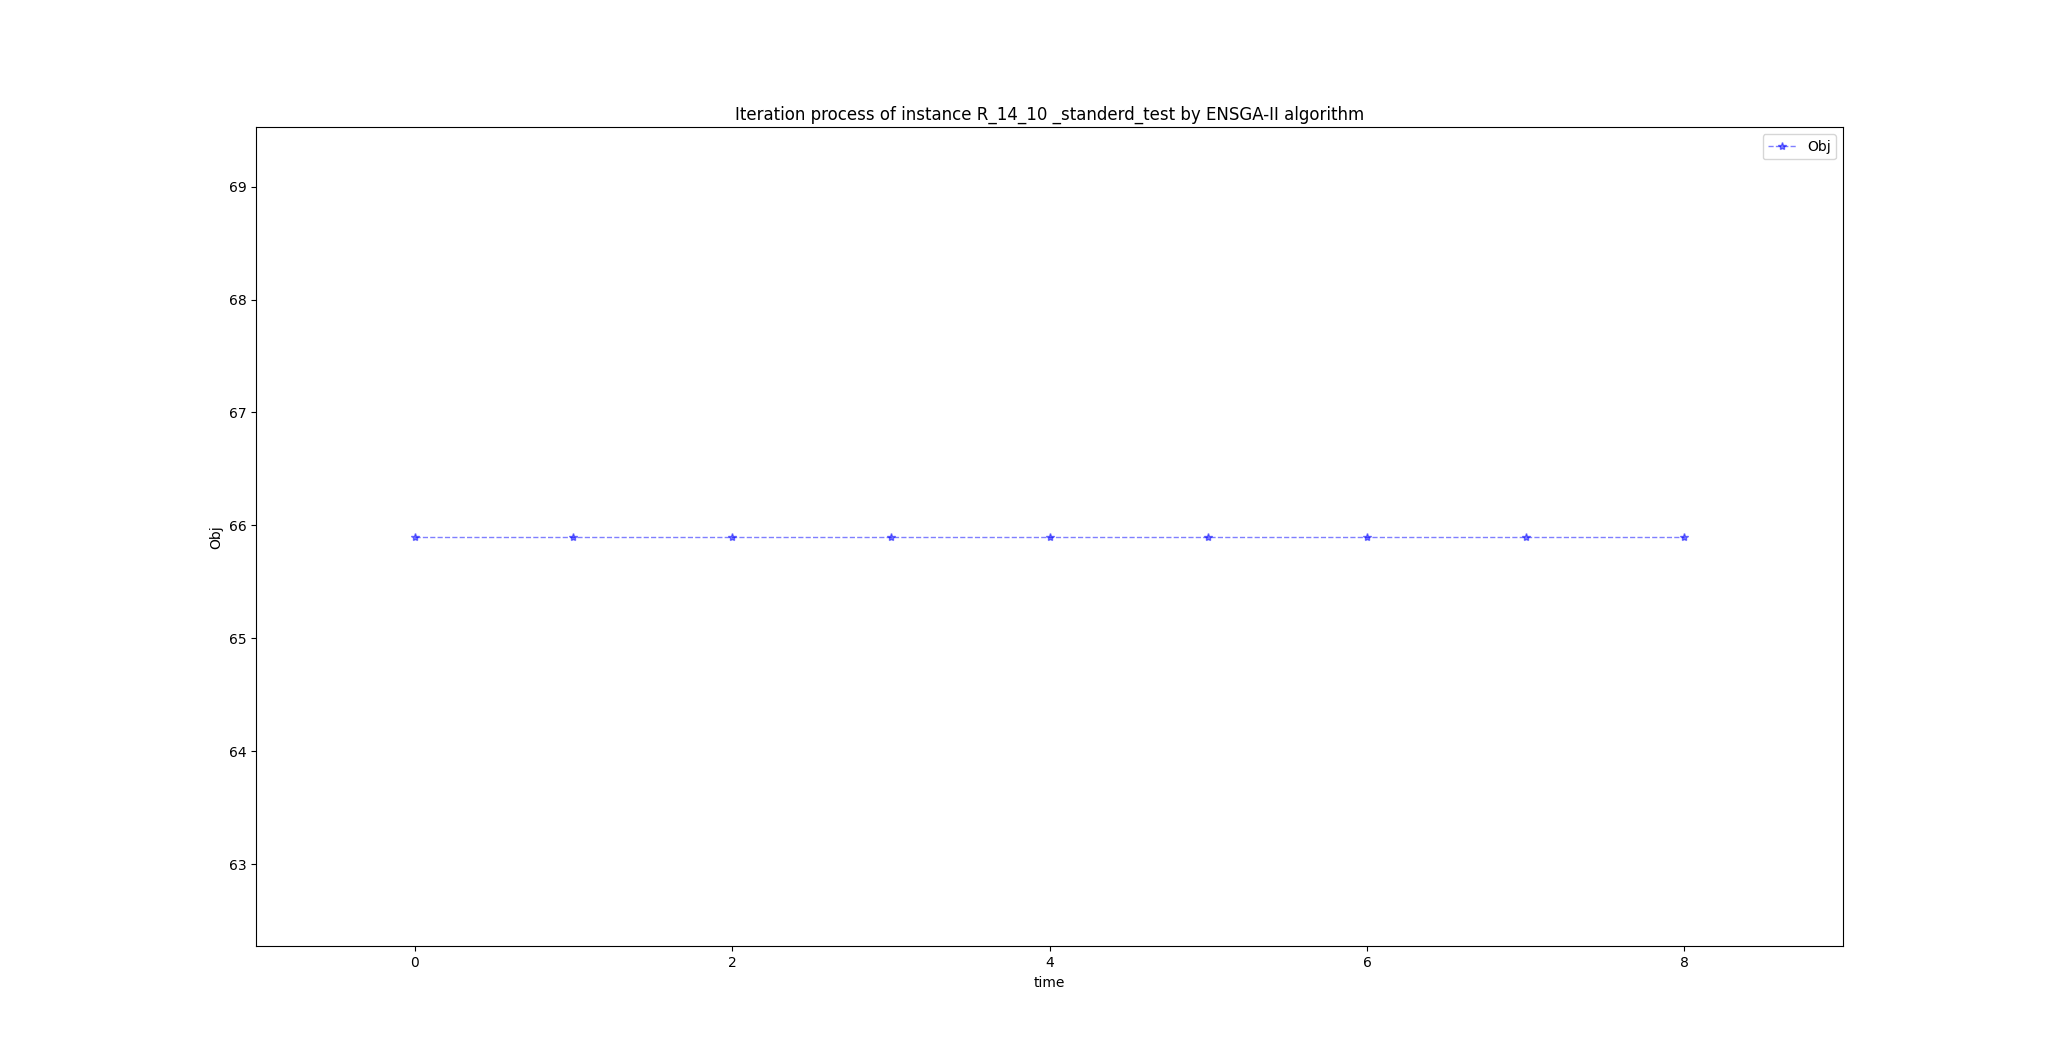 Iteration process of instance R_14_10 _standerd_test by ENSGA-II algorithm
Obj
69
68
67
66
65
64
63
Obj
0 2 4 6 8
time